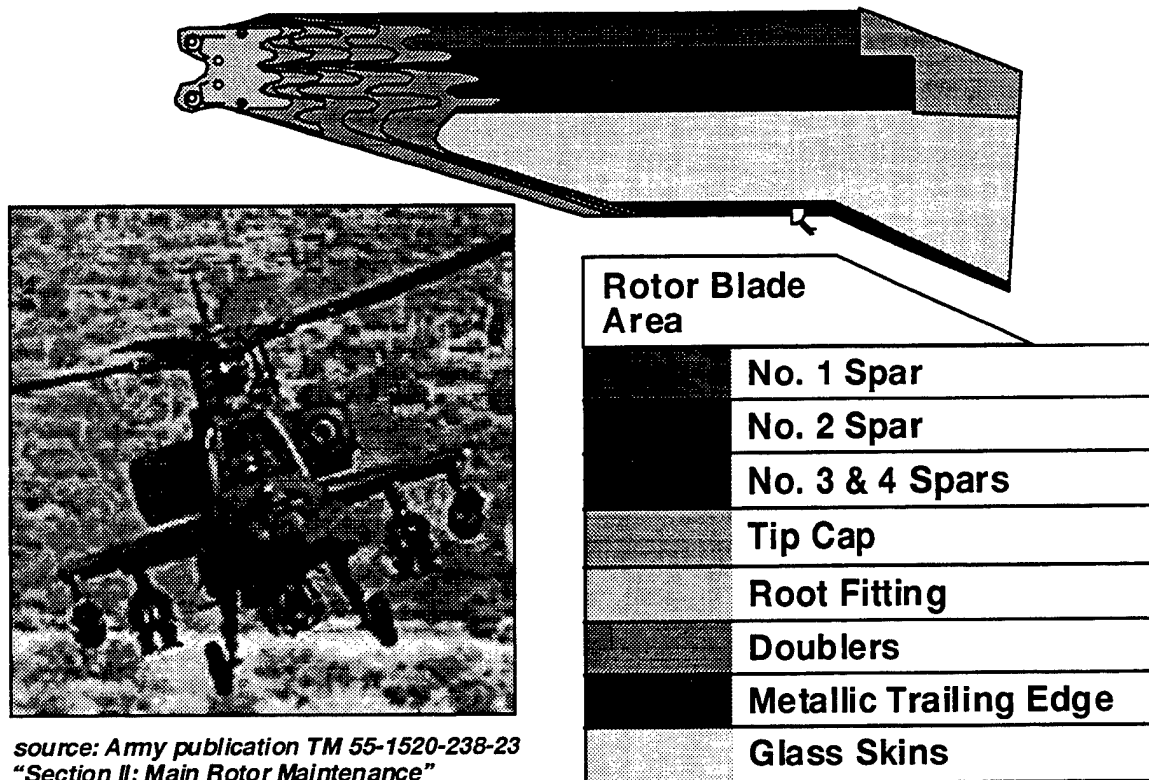 Rotor Blade
Area
No. 1 Spar
No. 2 Spar
No. 3 & 4 Spars
Tip Cap
Root Fitting
Doublers
Metallic Trailing Edge
Glass Skins
source: Army publication TM 55-1520-238-23
"Section II: Main Rotor Maintenance"